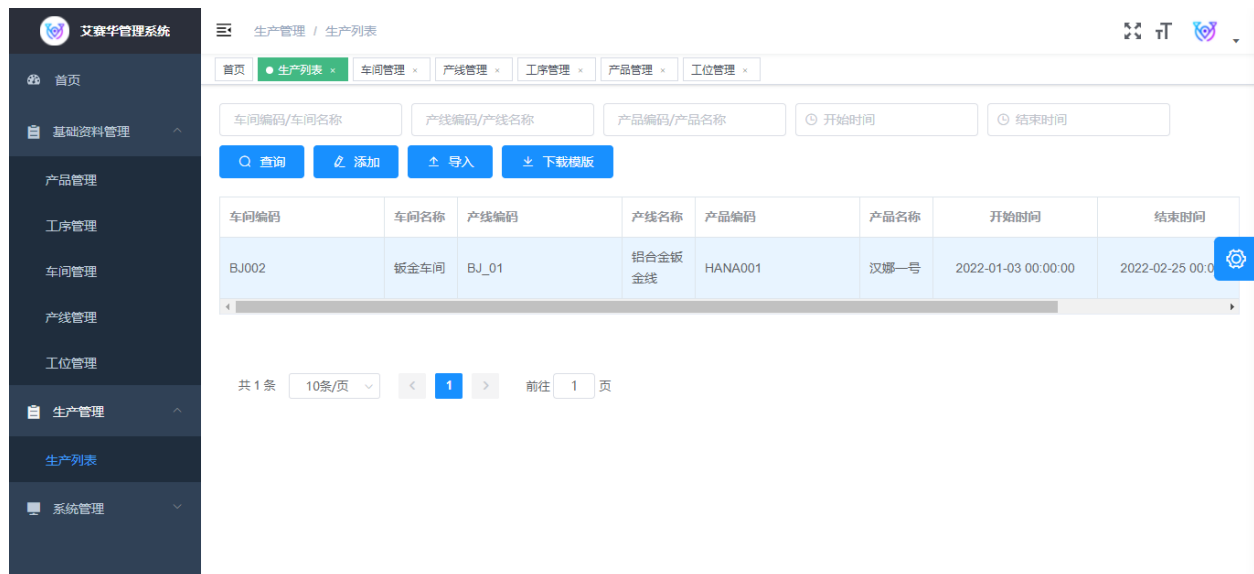 艾赛华管理系统
生产管理 / 生产列表
首页
生产列表 ×
车间管理 ×
产线管理 ×
工序管理 ×
产品管理 ×
工位管理 ×
首页
基础资料管理
产品管理
工序管理
车间管理
产线管理
工位管理
生产管理
生产列表
系统管理
车间编码/车间名称
产线编码/产线名称
产品编码/产品名称
开始时间
结束时间
查询
添加
导入
下载模版
车间编码 车间名称 产线编码 产线名称 产品编码 产品名称 开始时间 结束时间
BJ002 钣金车间 BJ_01 铝合金钣金线 HANA001 汉娜一号 2022-01-03 00:00:00 2022-02-25 00:0
共 1 条 10条/页 < 1 > 前往 1 页